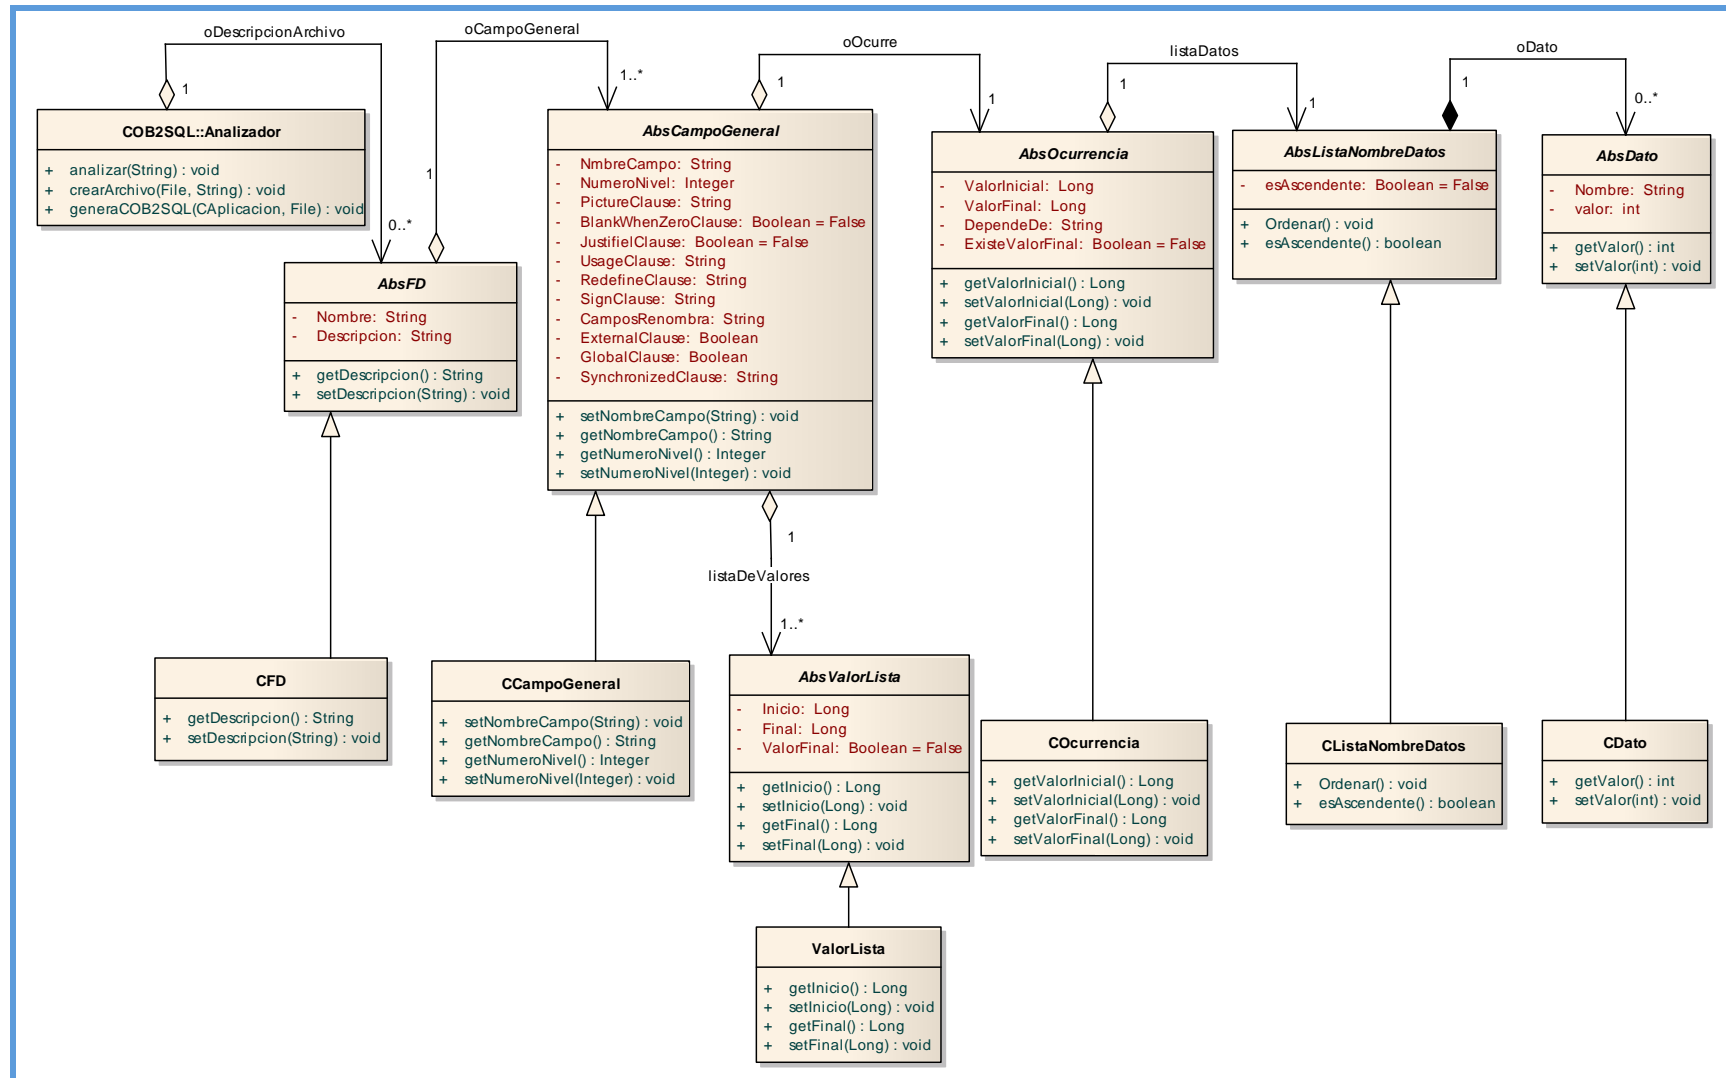 oDescripcionArchivo
1
0..*
oCampoGeneral
1
1..*
oOcurre
1
1
listaDatos
1
1
oDato
1
0..*
COB2SQL::Analizador
+ analizar(String) : void
+ crearArchivo(File, String) : void
+ generaCOB2SQL(CAplicacion, File) : void
AbsFD
- Nombre: String
- Descripcion: String
+ getDescripcion() : String
+ setDescripcion(String) : void
AbsCampoGeneral
- NmbreCampo: String
- NumeroNivel: Integer
- PictureClause: String
- BlankWhenZeroClause: Boolean = False
- JustifielClause: Boolean = False
- UsageClause: String
- RedefineClause: String
- SignClause: String
- CamposRenombra: String
- ExternalClause: Boolean
- GlobalClause: Boolean
- SynchronizedClause: String
+ setNombreCampo(String) : void
+ getNombreCampo() : String
+ getNumeroNivel() : Integer
+ setNumeroNivel(Integer) : void
AbsOcurrencia
- ValorInicial: Long
- ValorFinal: Long
- DependeDe: String
- ExisteValorFinal: Boolean = False
+ getValorInicial() : Long
+ setValorInicial(Long) : void
+ getValorFinal() : Long
+ setValorFinal(Long) : void
AbsListaNombreDatos
- esAscendente: Boolean = False
+ Ordenar() : void
+ esAscendente() : boolean
AbsDato
- Nombre: String
- valor: int
+ getValor() : int
+ setValor(int) : void
1
listaDeValores
1..*
CFD
+ getDescripcion() : String
+ setDescripcion(String) : void
CCampoGeneral
+ setNombreCampo(String) : void
+ getNombreCampo() : String
+ getNumeroNivel() : Integer
+ setNumeroNivel(Integer) : void
AbsValorLista
- Inicio: Long
- Final: Long
- ValorFinal: Boolean = False
+ getInicio() : Long
+ setInicio(Long) : void
+ getFinal() : Long
+ setFinal(Long) : void
COcurrencia
+ getValorInicial() : Long
+ setValorInicial(Long) : void
+ getValorFinal() : Long
+ setValorFinal(Long) : void
CListaNombreDatos
+ Ordenar() : void
+ esAscendente() : boolean
CDato
+ getValor() : int
+ setValor(int) : void
ValorLista
+ getInicio() : Long
+ setInicio(Long) : void
+ getFinal() : Long
+ setFinal(Long) : void